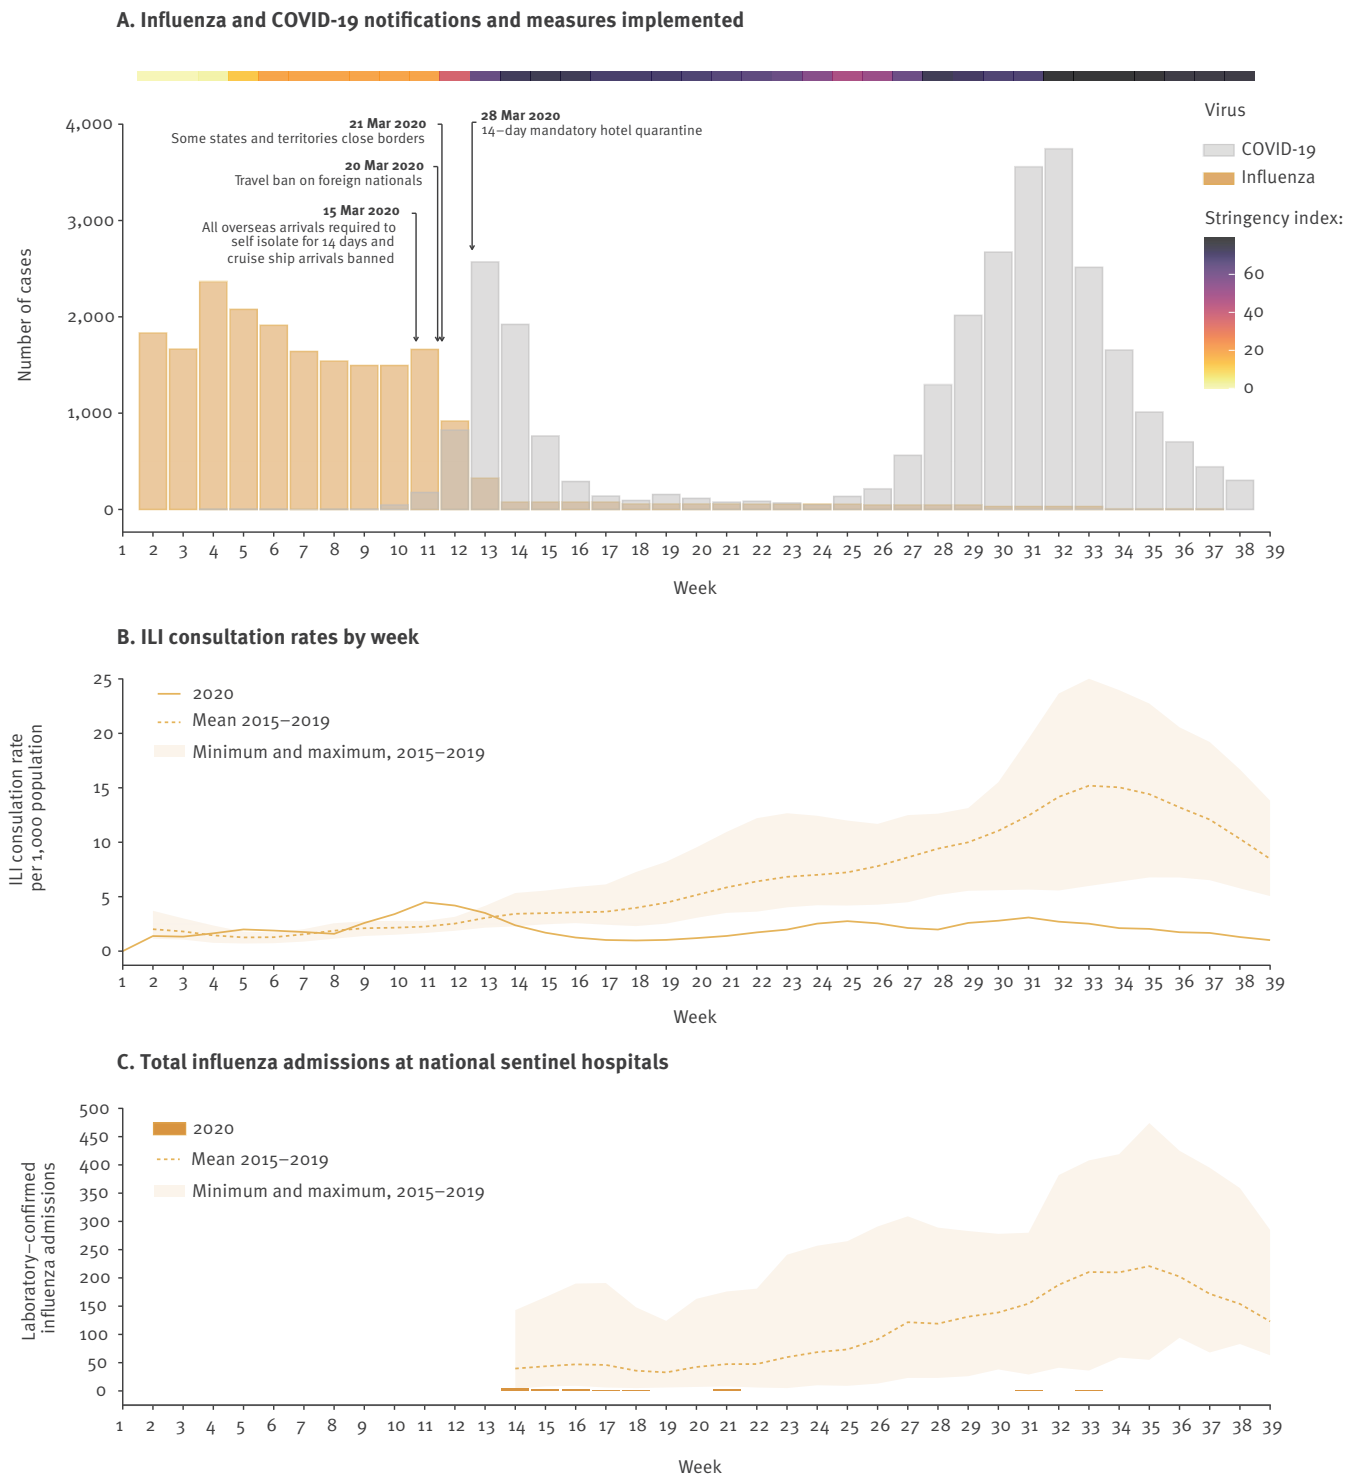 A. Influenza and COVID-19 notifications and measures implemented
21 Mar 2020
Some states and territories close borders
28 Mar 2020
14–day mandatory hotel quarantine
20 Mar 2020
Travel ban on foreign nationals
15 Mar 2020
All overseas arrivals required to
self isolate for 14 days and
cruise ship arrivals banned
Virus
COVID-19
Influenza
Stringency index:
60
40
20
0
Number of cases
4,000
3,000
2,000
1,000
0
1 2 3 4 5 6 7 8 9 10 11 12 13 14 15 16 17 18 19 20 21 22 23 24 25 26 27 28 29 30 31 32 33 34 35 36 37 38 39
Week
B. ILI consultation rates by week
2020
Mean 2015–2019
Minimum and maximum, 2015–2019
ILI consulation rate
per 1,000 population
25
20
15
10
5
0
1 2 3 4 5 6 7 8 9 10 11 12 13 14 15 16 17 18 19 20 21 22 23 24 25 26 27 28 29 30 31 32 33 34 35 36 37 38 39
Week
C. Total influenza admissions at national sentinel hospitals
2020
Mean 2015–2019
Minimum and maximum, 2015–2019
Laboratory–confirmed
influenza admissions
500
450
400
350
300
250
200
150
100
50
0
1 2 3 4 5 6 7 8 9 10 11 12 13 14 15 16 17 18 19 20 21 22 23 24 25 26 27 28 29 30 31 32 33 34 35 36 37 38 39
Week